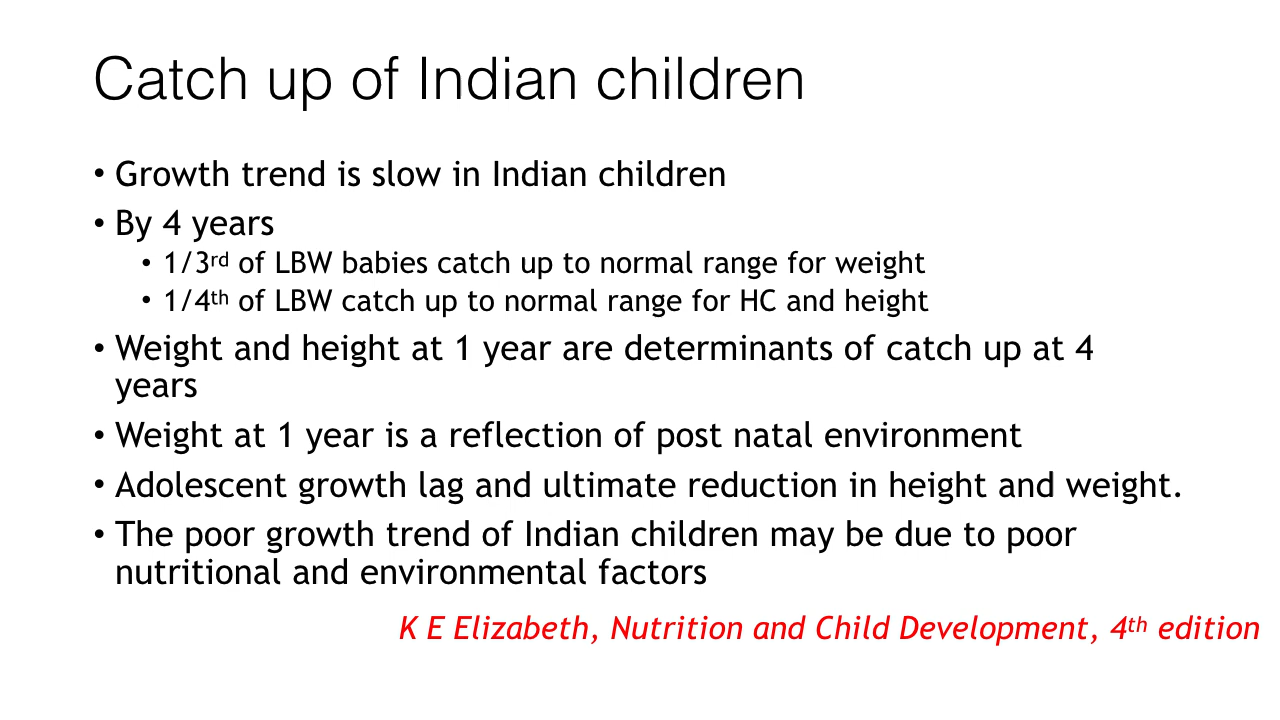 Catch up of Indian children
• Growth trend is slow in Indian children
• By 4 years
• 1/3rd of LBW babies catch up to normal range for weight
• 1/4th of LBW catch up to normal range for HC and height
• Weight and height at 1 year are determinants of catch up at 4
years
• Weight at 1 year is a reflection of post natal environment
• Adolescent growth lag and ultimate reduction in height and weight.
• The poor growth trend of Indian children may be due to poor
nutritional and environmental factors
K E Elizabeth, Nutrition and Child Development, 4th edition